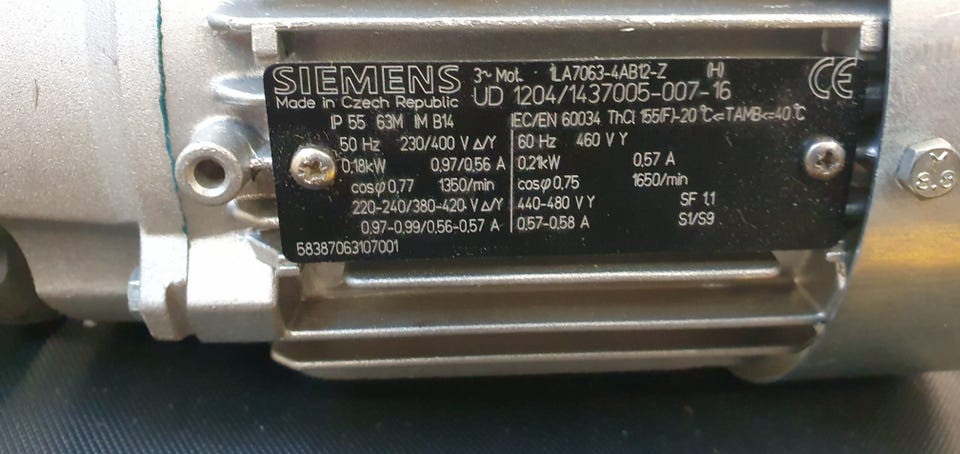 SIEMENS 3~ Mot. 1LA7063-4AB12-Z (H) CE
Made in Czech Republic UD 1204/1437005-007-16
IP 55 63M IM B14 IEC/EN 60034 ThCl 155(F)-20°C<=TAMB<=40°C
50 Hz 230/400 V Δ/Y 60 Hz 460 V Y
0.18kW 0.97/0.56 A 0.21kW 0.57 A
cosφ 0,77 1350/min cosφ 0.75 1650/min
220-240/380-420 V Δ/Y 440-480 V Y SF 1.1
0.97-0.99/0.56-0.57 A 0.57-0.58 A S1/S9
58387063107001
8.8